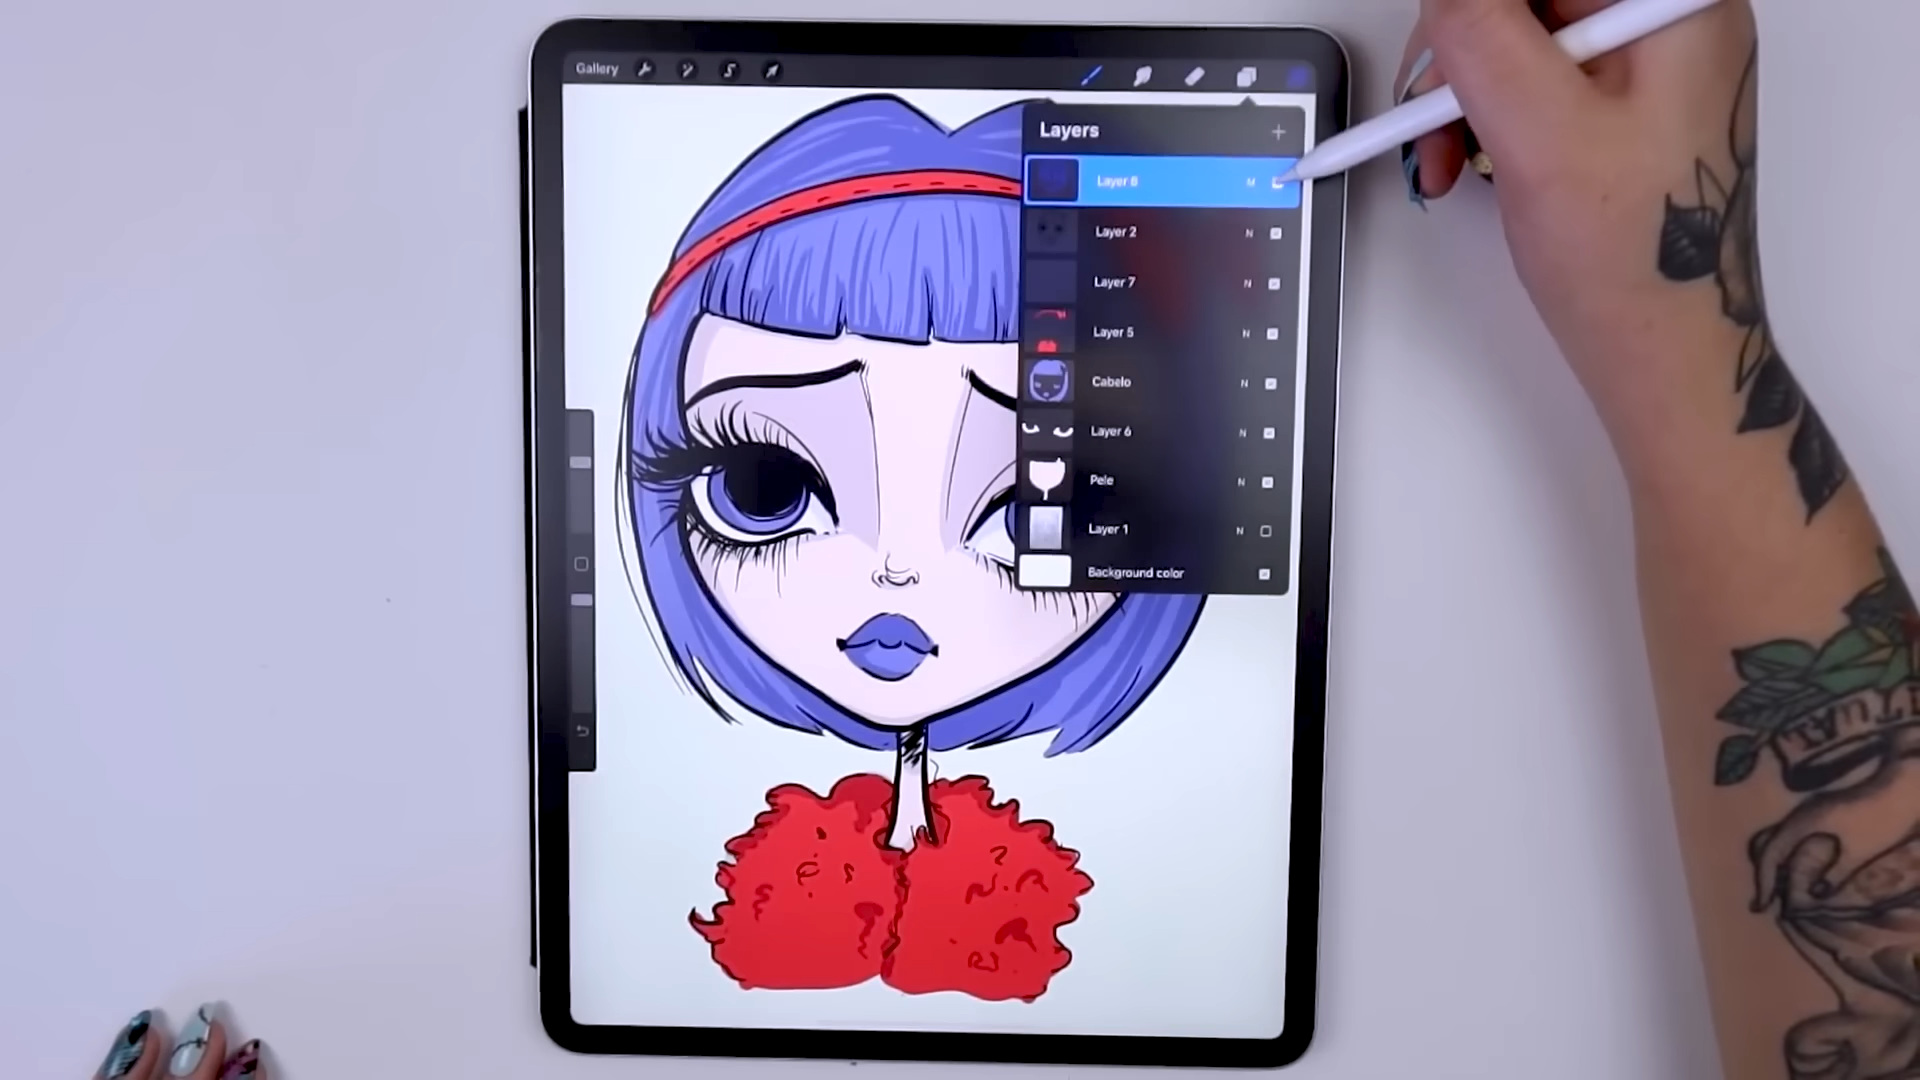 Gallery
Layers
Layer 8 M
Layer 2 N
Layer 7 N
Layer 5 N
Cabelo N
Layer 6 N
Pele N
Layer 1 N
Background color